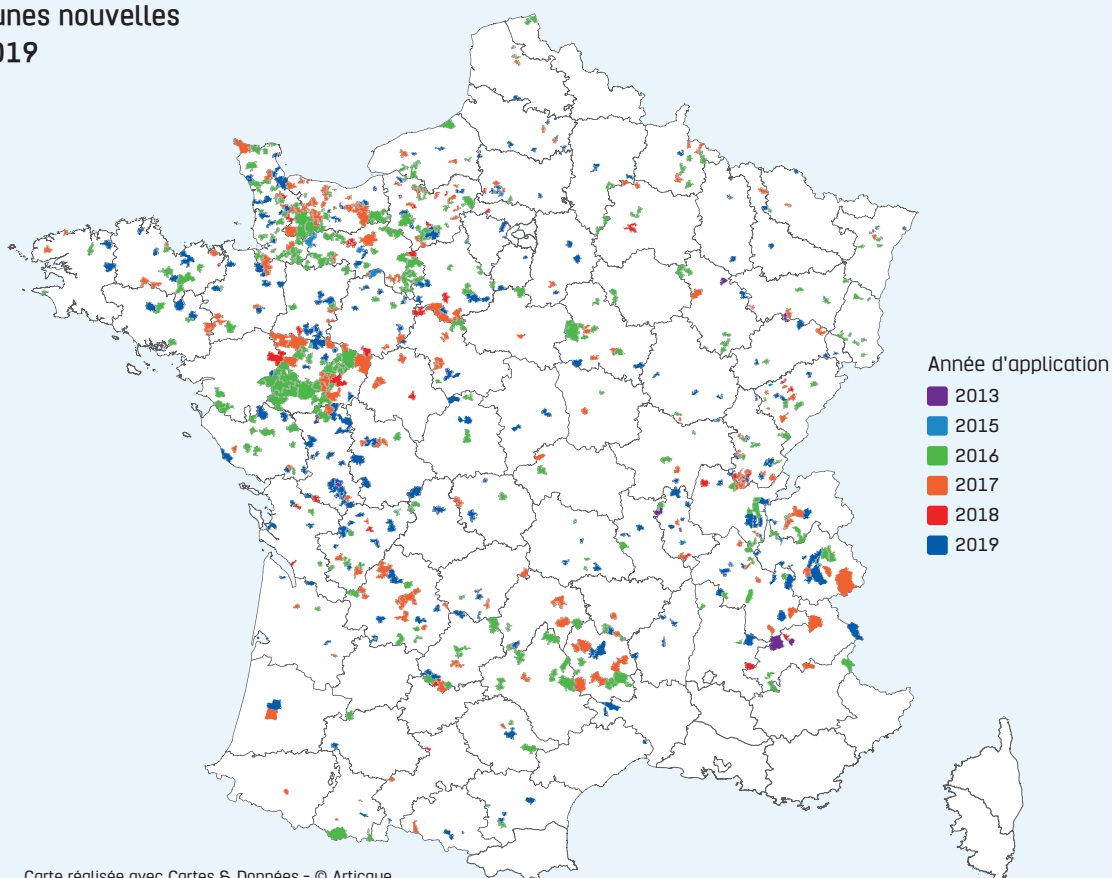 unes nouvelles
019
Année d'application
2013
2015
2016
2017
2018
2019
Carte réalisée avec Cartes & Données - © Articque